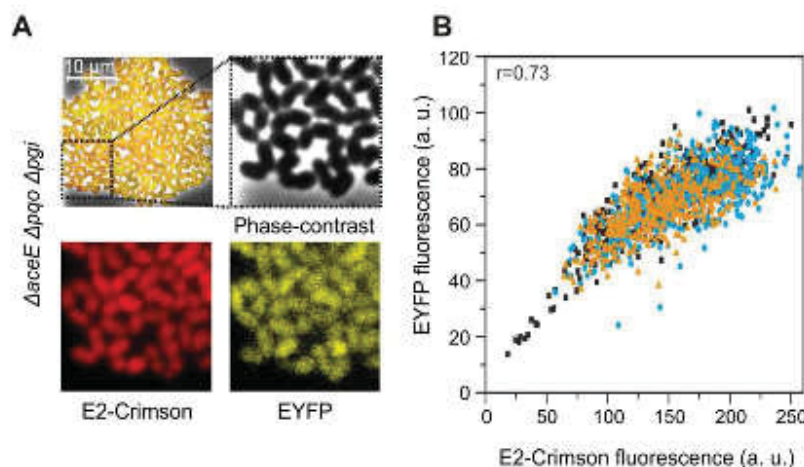 A
10 µm
ΔaceE Δpqo Δpgi
Phase-contrast
E2-Crimson
EYFP
B
r=0.73
EYFP fluorescence (a. u.)
120
100
80
60
40
20
0
0
50
100
150
200
250
E2-Crimson fluorescence (a. u.)